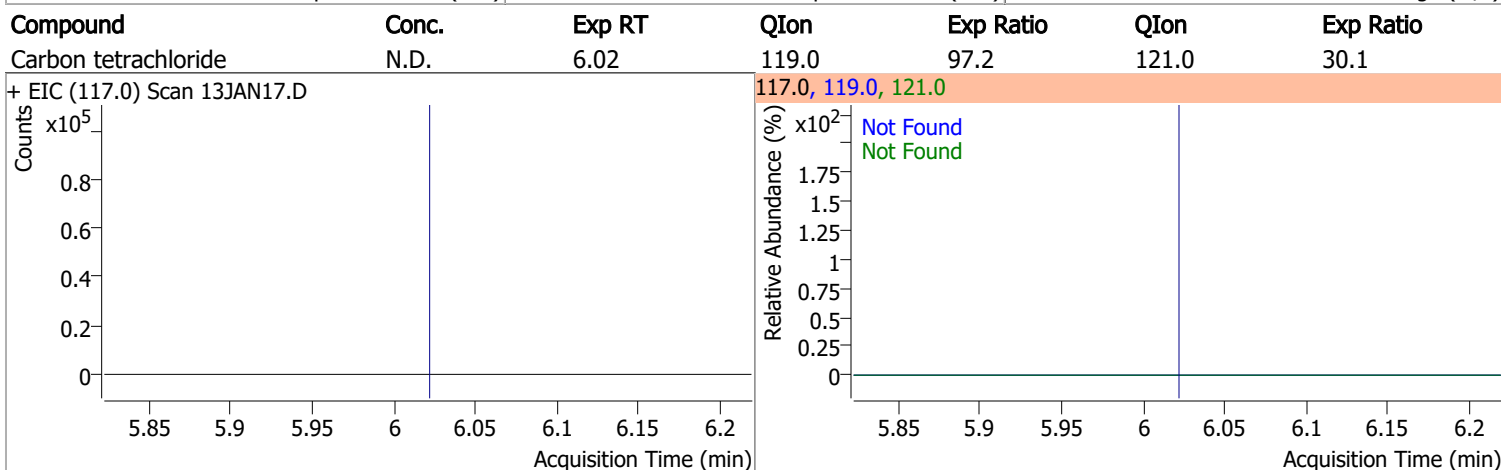 Compound Conc. Exp RT QIon Exp Ratio QIon Exp Ratio
Carbon tetrachloride N.D. 6.02 119.0 97.2 121.0 30.1
+ EIC (117.0) Scan 13JAN17.D
Counts
x10⁵
0.8
0.6
0.4
0.2
0
5.85 5.9 5.95 6 6.05 6.1 6.15 6.2
Acquisition Time (min)
117.0, 119.0, 121.0
Relative Abundance (%)
x10²
Not Found
Not Found
1.75
1.5
1.25
1
0.75
0.5
0.25
0
5.85 5.9 5.95 6 6.05 6.1 6.15 6.2
Acquisition Time (min)